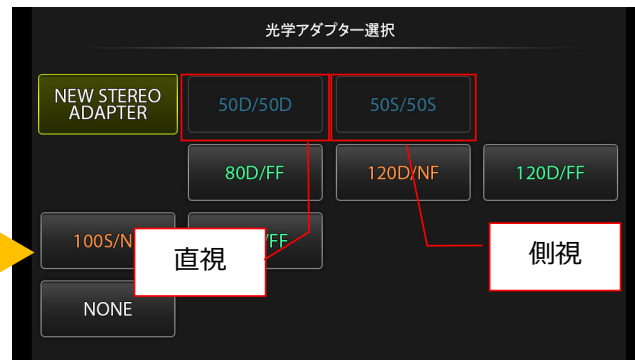 光学アダプター選択
NEW STEREO
ADAPTER
50D/50D
50S/50S
80D/FF
120D/NF
120D/FF
100S/N
/FF
直視
側視
NONE